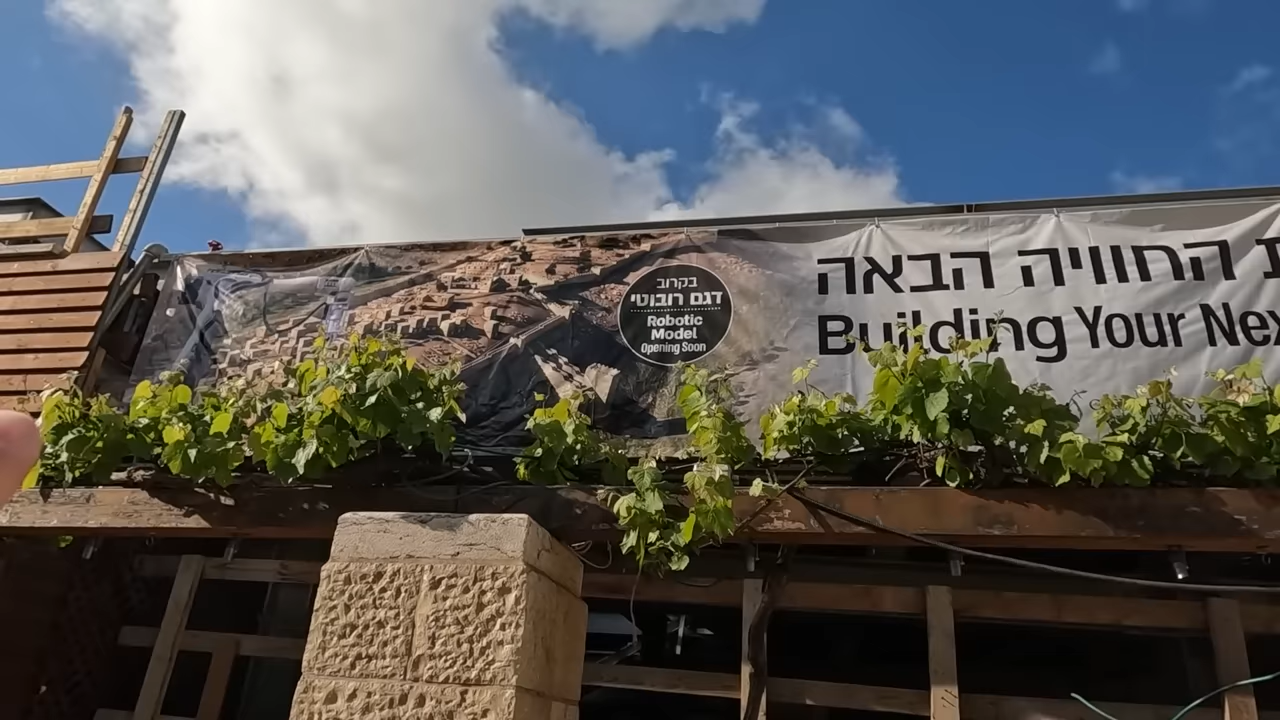 בקרוב
דגם רובוטי
Robotic
Model
Opening Soon
החוויה הבאה
Building Your